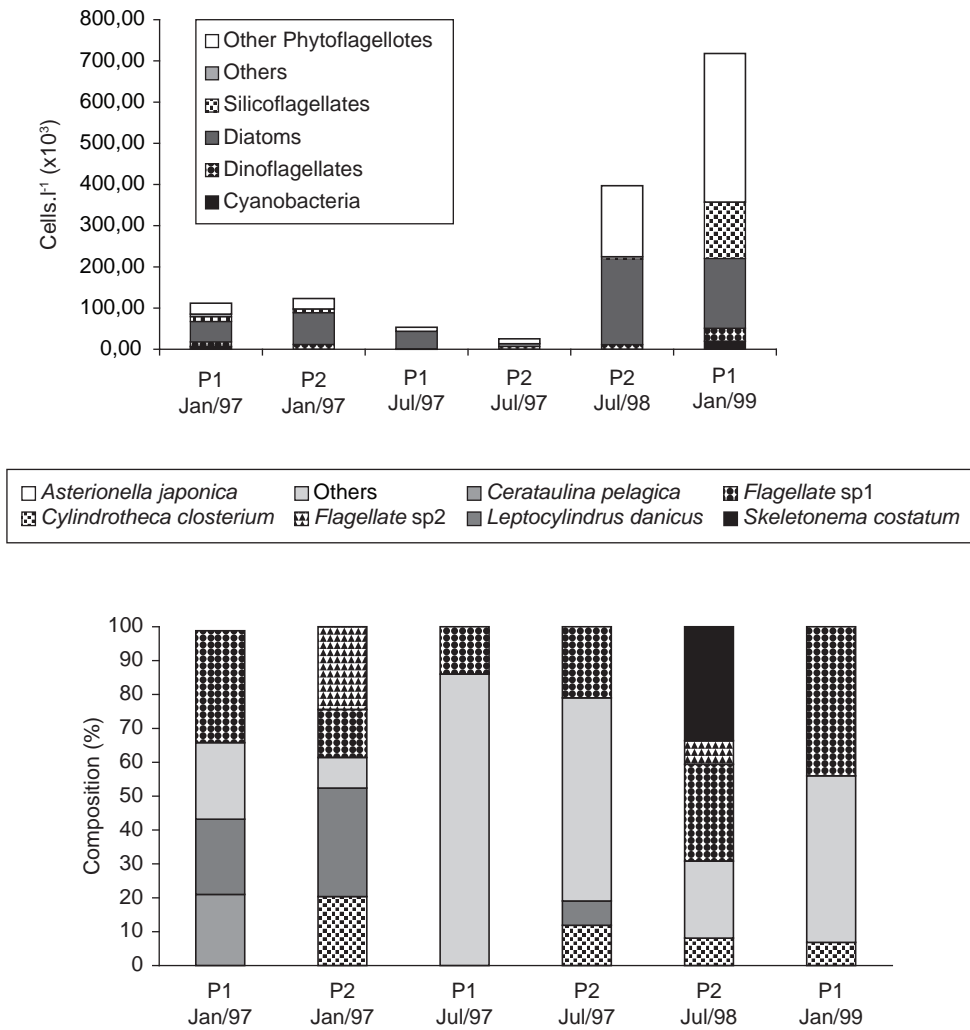 800,00
700,00
600,00
500,00
400,00
300,00
200,00
100,00
0,00
Cells.l⁻¹ (x10³)
Other Phytoflagellotes
Others
Silicoflagellates
Diatoms
Dinoflagellates
Cyanobacteria
P1 P2 P1 P2 P2 P1
Jan/97 Jan/97 Jul/97 Jul/97 Jul/98 Jan/99
Asterionella japonica Others Cerataulina pelagica Flagellate sp1
Cylindrotheca closterium Flagellate sp2 Leptocylindrus danicus Skeletonema costatum
100
90
80
70
60
50
40
30
20
10
0
Composition (%)
P1 P2 P1 P2 P2 P1
Jan/97 Jan/97 Jul/97 Jul/97 Jul/98 Jan/99